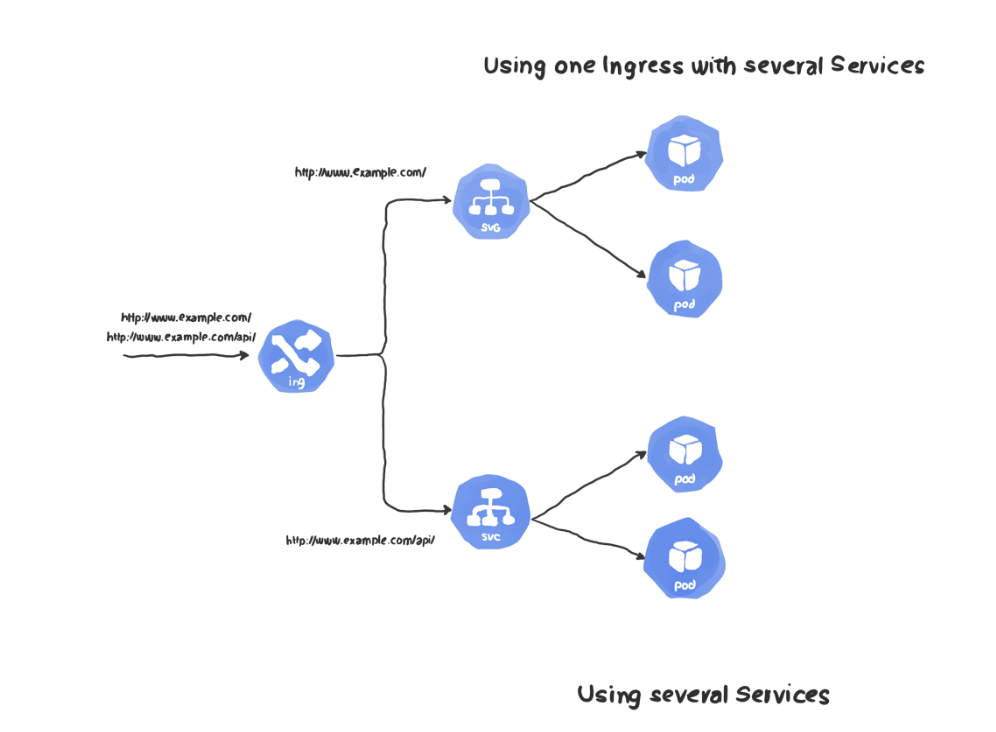 Using one Ingress with several Services
pod
http://www.example.com/
svc
pod
http://www.example.com/
http://www.example.com/api/
ing
pod
svc
http://www.example.com/api/
pod
Using several Services